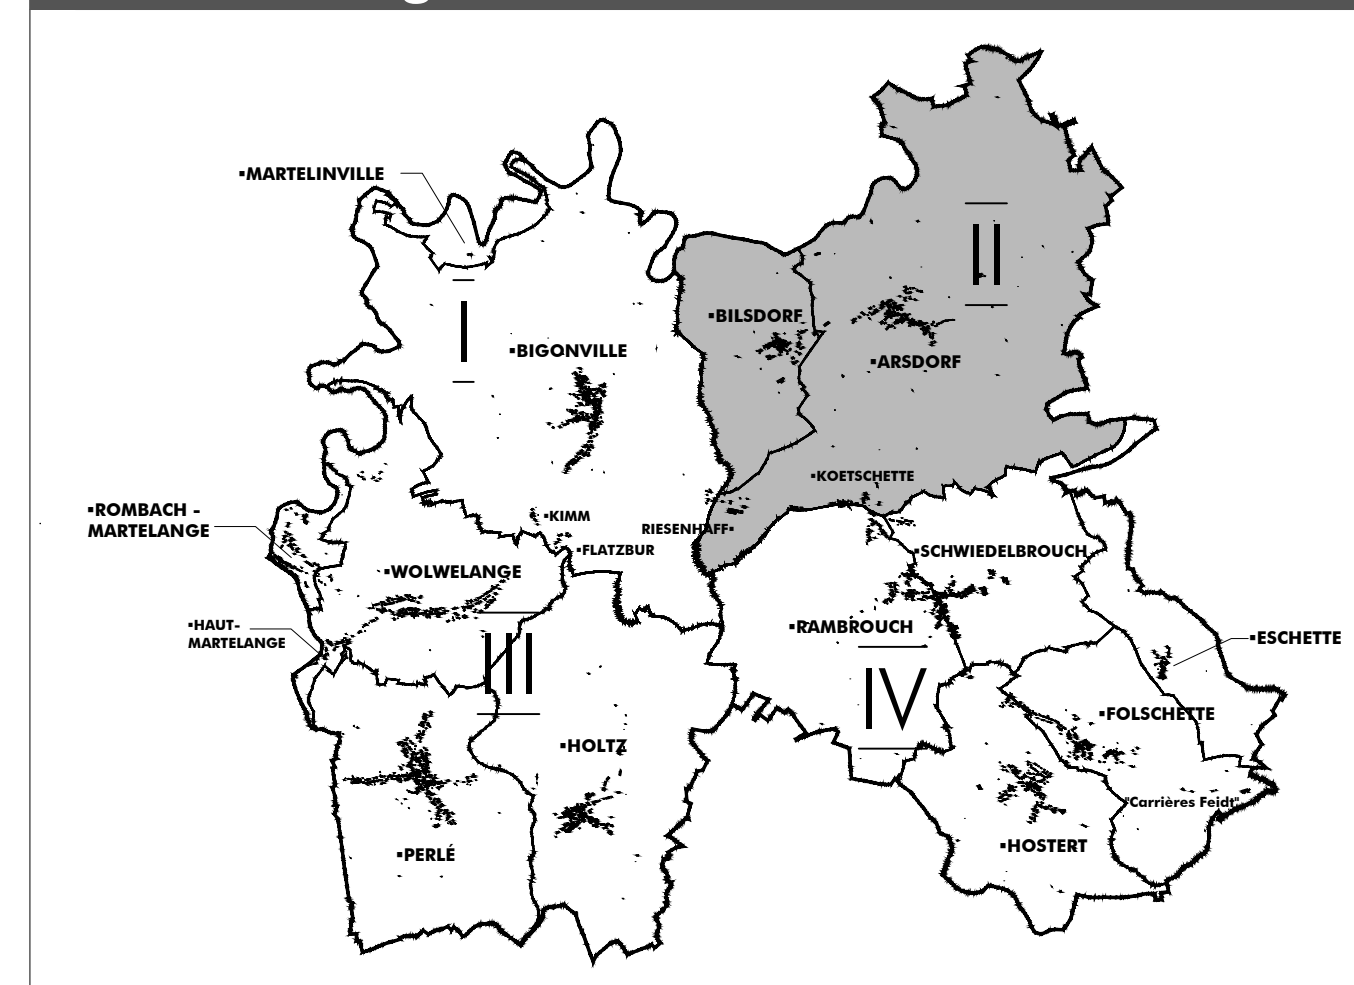 ▪MARTELINVILLE
II
▪BILSDORF
I
▪BIGONVILLE
▪ARSDORF
▪KOETSCHETTE
▪ROMBACH -
MARTELANGE
▪KIMM
RIESENHAFF▪
▪FLATZBUR
▪SCHWIEDELBROUCH
▪WOLWELANGE
▪HAUT-
MARTELANGE
▪RAMBROUCH
▪ESCHETTE
III
IV
▪FOLSCHETTE
▪HOLTZ
"Carrières Feidt"
▪HOSTERT
▪PERLÉ